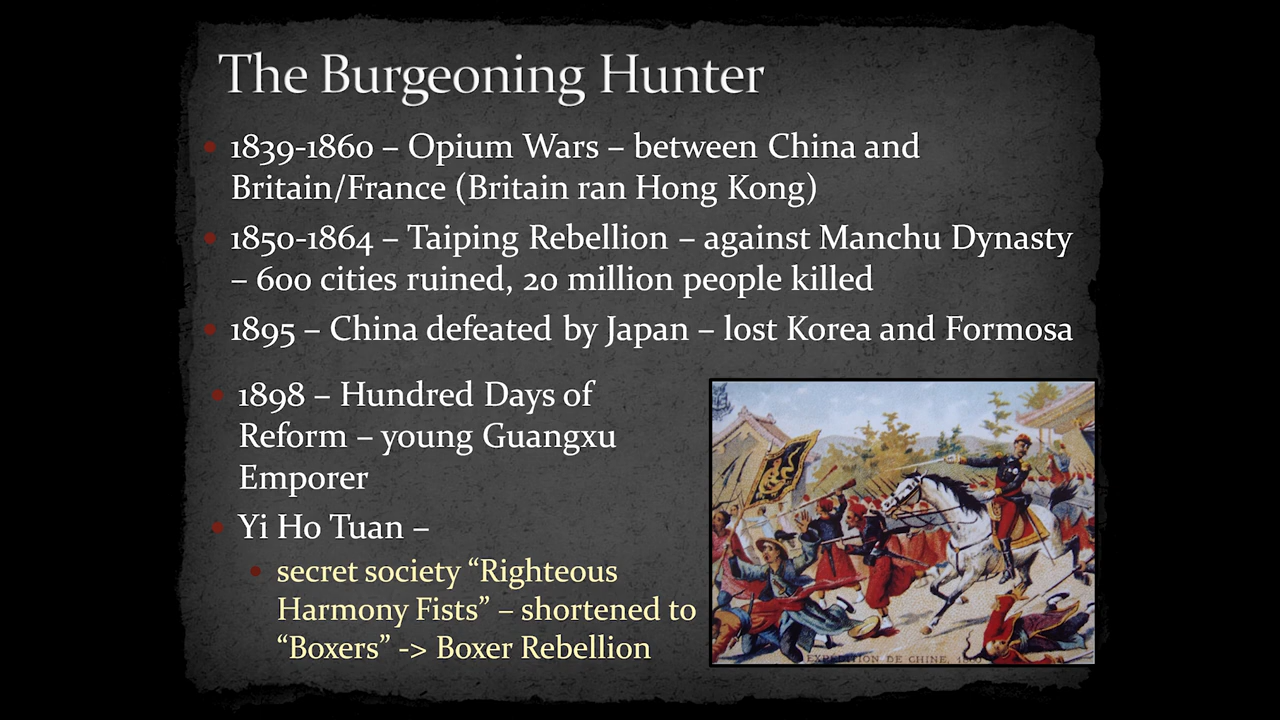 The Burgeoning Hunter
1839-1860 – Opium Wars – between China and
Britain/France (Britain ran Hong Kong)
1850-1864 – Taiping Rebellion – against Manchu Dynasty
– 600 cities ruined, 20 million people killed
1895 – China defeated by Japan – lost Korea and Formosa
1898 – Hundred Days of
Reform – young Guangxu
Emporer
Yi Ho Tuan –
secret society “Righteous
Harmony Fists” – shortened to
“Boxers” -> Boxer Rebellion
EXPEDITION DE CHINE,